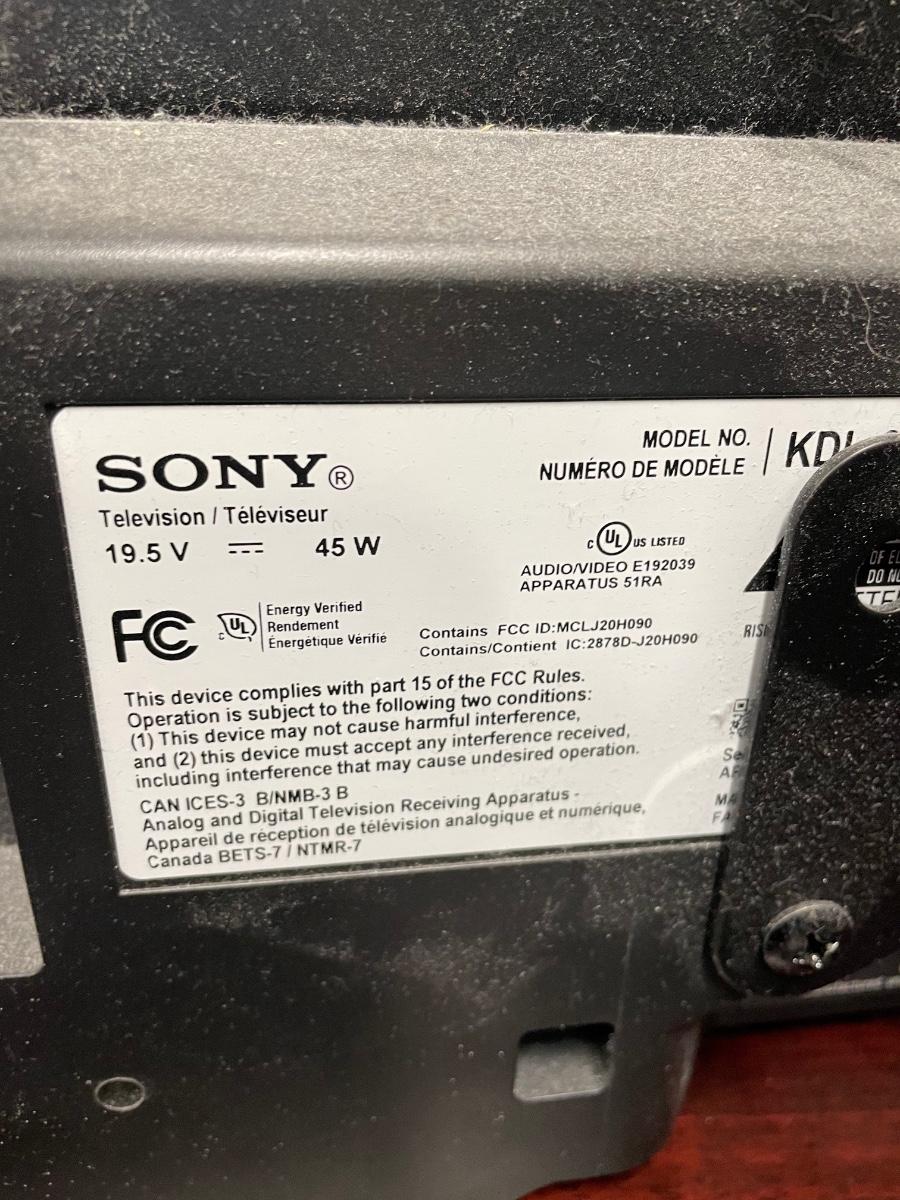 SONY®
Television / Téléviseur
19.5 V 45 W
MODEL NO.
NUMÉRO DE MODÈLE
c UL US LISTED
AUDIO/VIDEO E192039
APPARATUS 51RA
FC
UL
Energy Verified
Rendement
Énergétique Vérifié
Contains FCC ID:MCLJ20H090
Contains/Contient IC:2878D-J20H090
This device complies with part 15 of the FCC Rules.
Operation is subject to the following two conditions:
(1) This device may not cause harmful interference,
and (2) this device must accept any interference received,
including interference that may cause undesired operation.
CAN ICES-3 B/NMB-3 B
Analog and Digital Television Receiving Apparatus -
Appareil de réception de télévision analogique et numérique,
Canada BETS-7 / NTMR-7
OF
DO